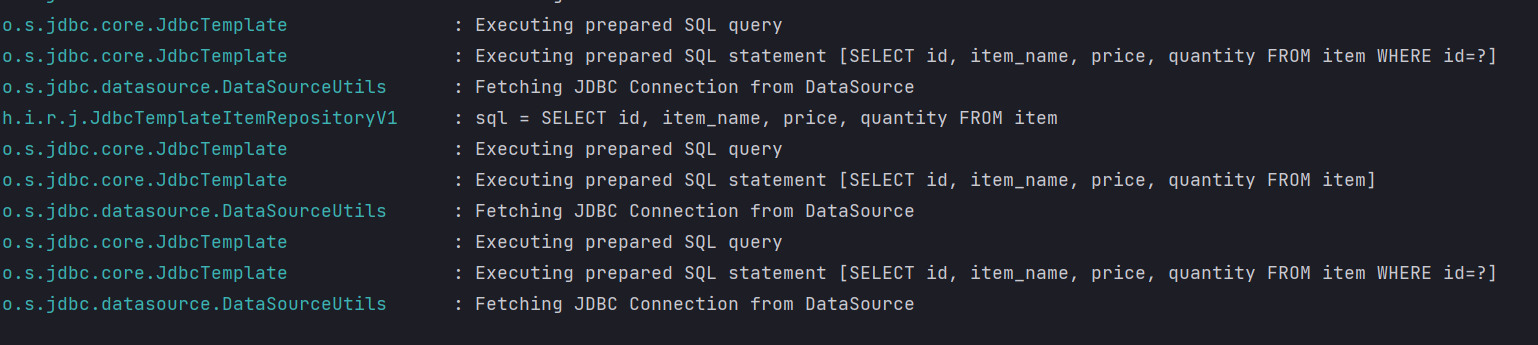 o.s.jdbc.core.JdbcTemplate : Executing prepared SQL query
o.s.jdbc.core.JdbcTemplate : Executing prepared SQL statement [SELECT id, item_name, price, quantity FROM item WHERE id=?]
o.s.jdbc.datasource.DataSourceUtils : Fetching JDBC Connection from DataSource
h.i.r.j.JdbcTemplateItemRepositoryV1 : sql = SELECT id, item_name, price, quantity FROM item
o.s.jdbc.core.JdbcTemplate : Executing prepared SQL query
o.s.jdbc.core.JdbcTemplate : Executing prepared SQL statement [SELECT id, item_name, price, quantity FROM item]
o.s.jdbc.datasource.DataSourceUtils : Fetching JDBC Connection from DataSource
o.s.jdbc.core.JdbcTemplate : Executing prepared SQL query
o.s.jdbc.core.JdbcTemplate : Executing prepared SQL statement [SELECT id, item_name, price, quantity FROM item WHERE id=?]
o.s.jdbc.datasource.DataSourceUtils : Fetching JDBC Connection from DataSource